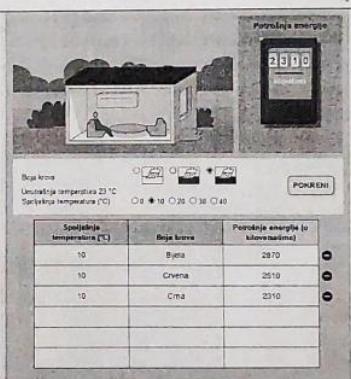 Potrošnja energije
2310
Boja krova
Unutrašnja temperatura 23 °C
POKRENI
Spoljašnja temperatura (°C) 0 10 20 30 40
Spoljašnja temperatura (°C) Boja krova Potrošnja energije (u kilovatsatima)
10 Bijela 2870
10 Crvena 2510
10 Crna 2310